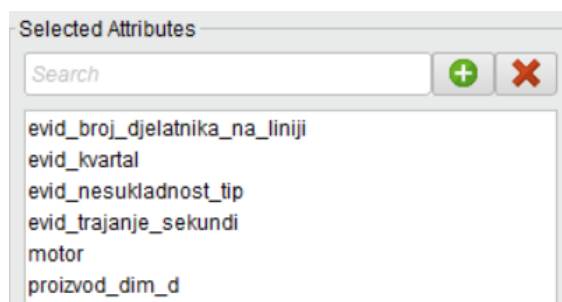 Selected Attributes
Search
evid_broj_djelatnika_na_liniji
evid_kvartal
evid_nesukladnost_tip
evid_trajanje_sekundi
motor
proizvod_dim_d